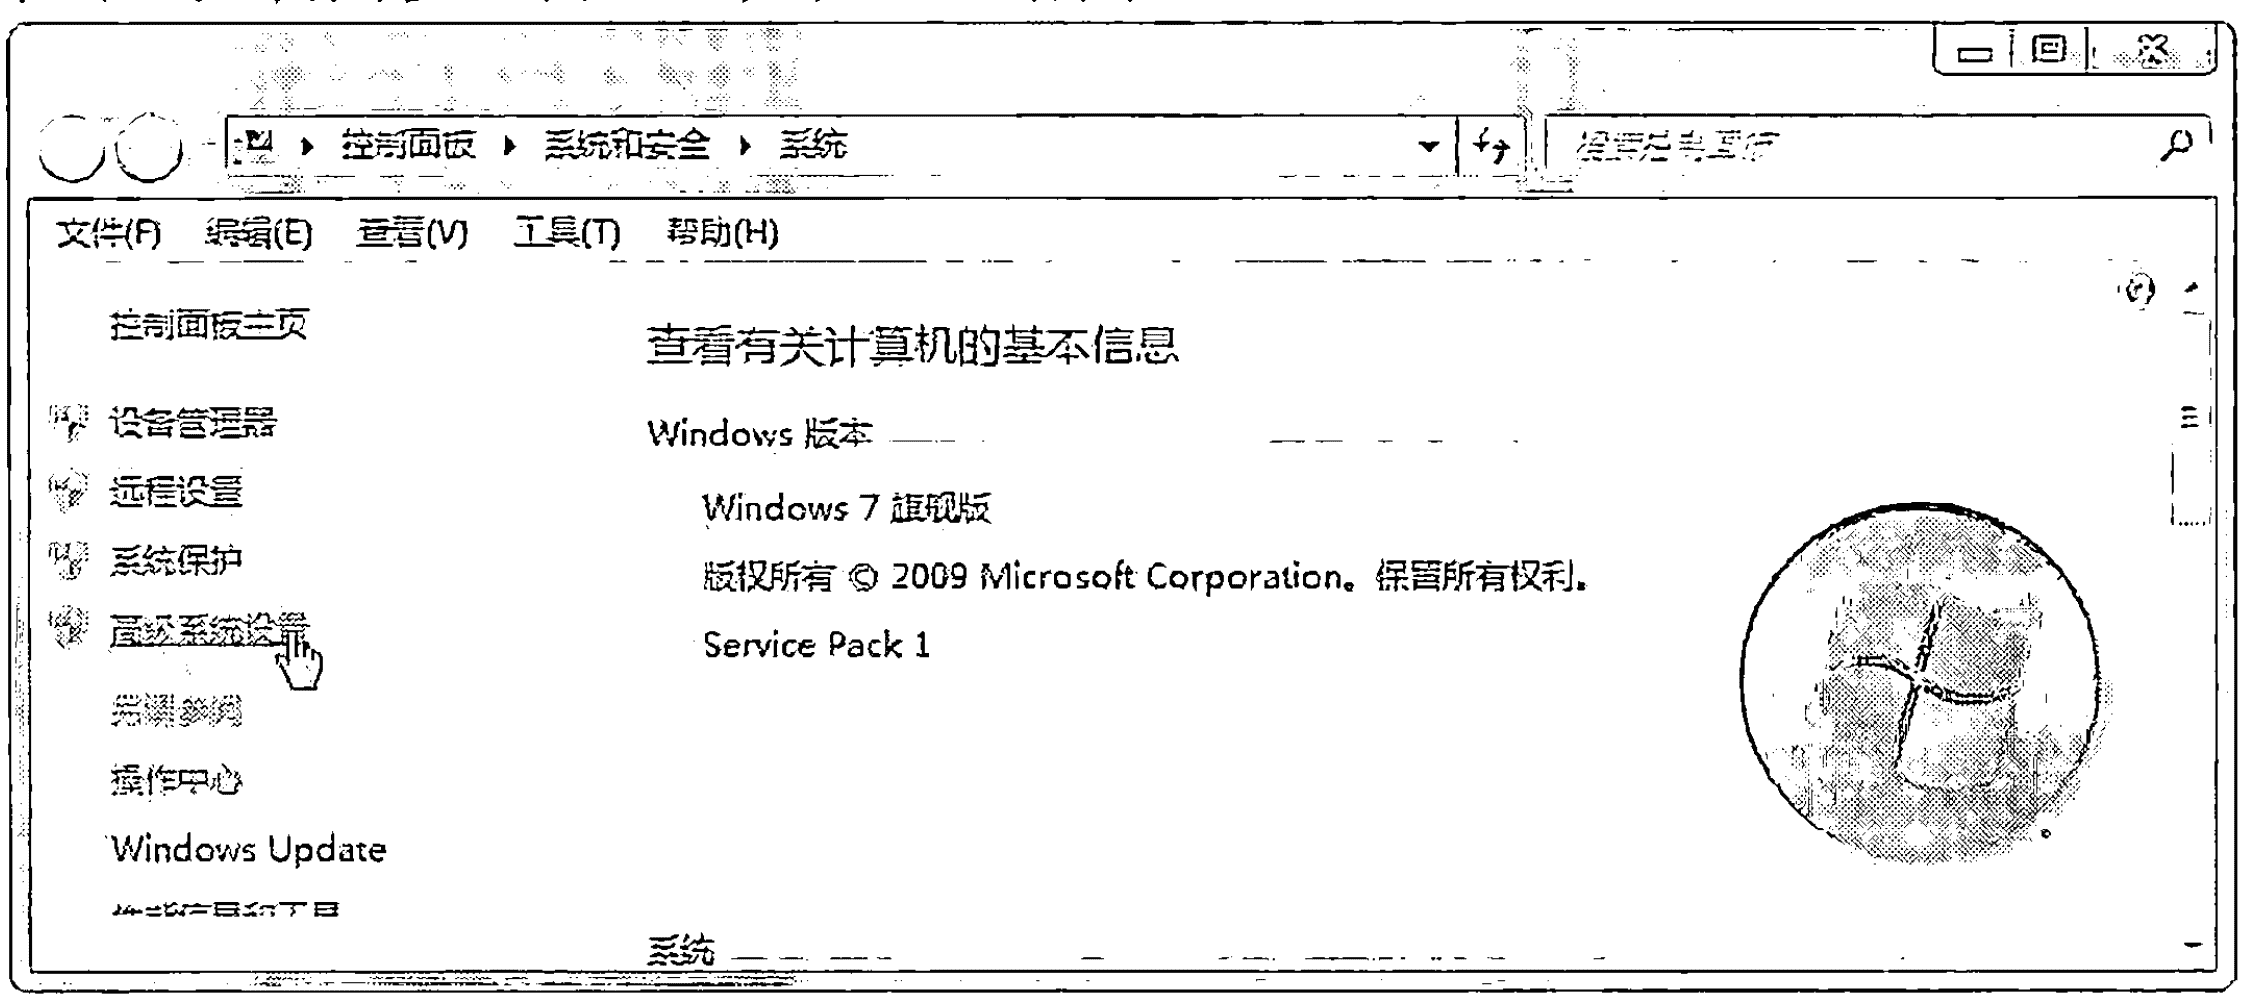 控制面板 系统和安全 系统
文件(F) 编辑(E) 查看(V) 工具(T) 帮助(H)
控制面板主页
设备管理器
远程设置
系统保护
高级系统设置
另请参阅
操作中心
Windows Update
查看有关计算机的基本信息
Windows 版本
Windows 7 旗舰版
版权所有 © 2009 Microsoft Corporation。保留所有权利。
Service Pack 1
系统